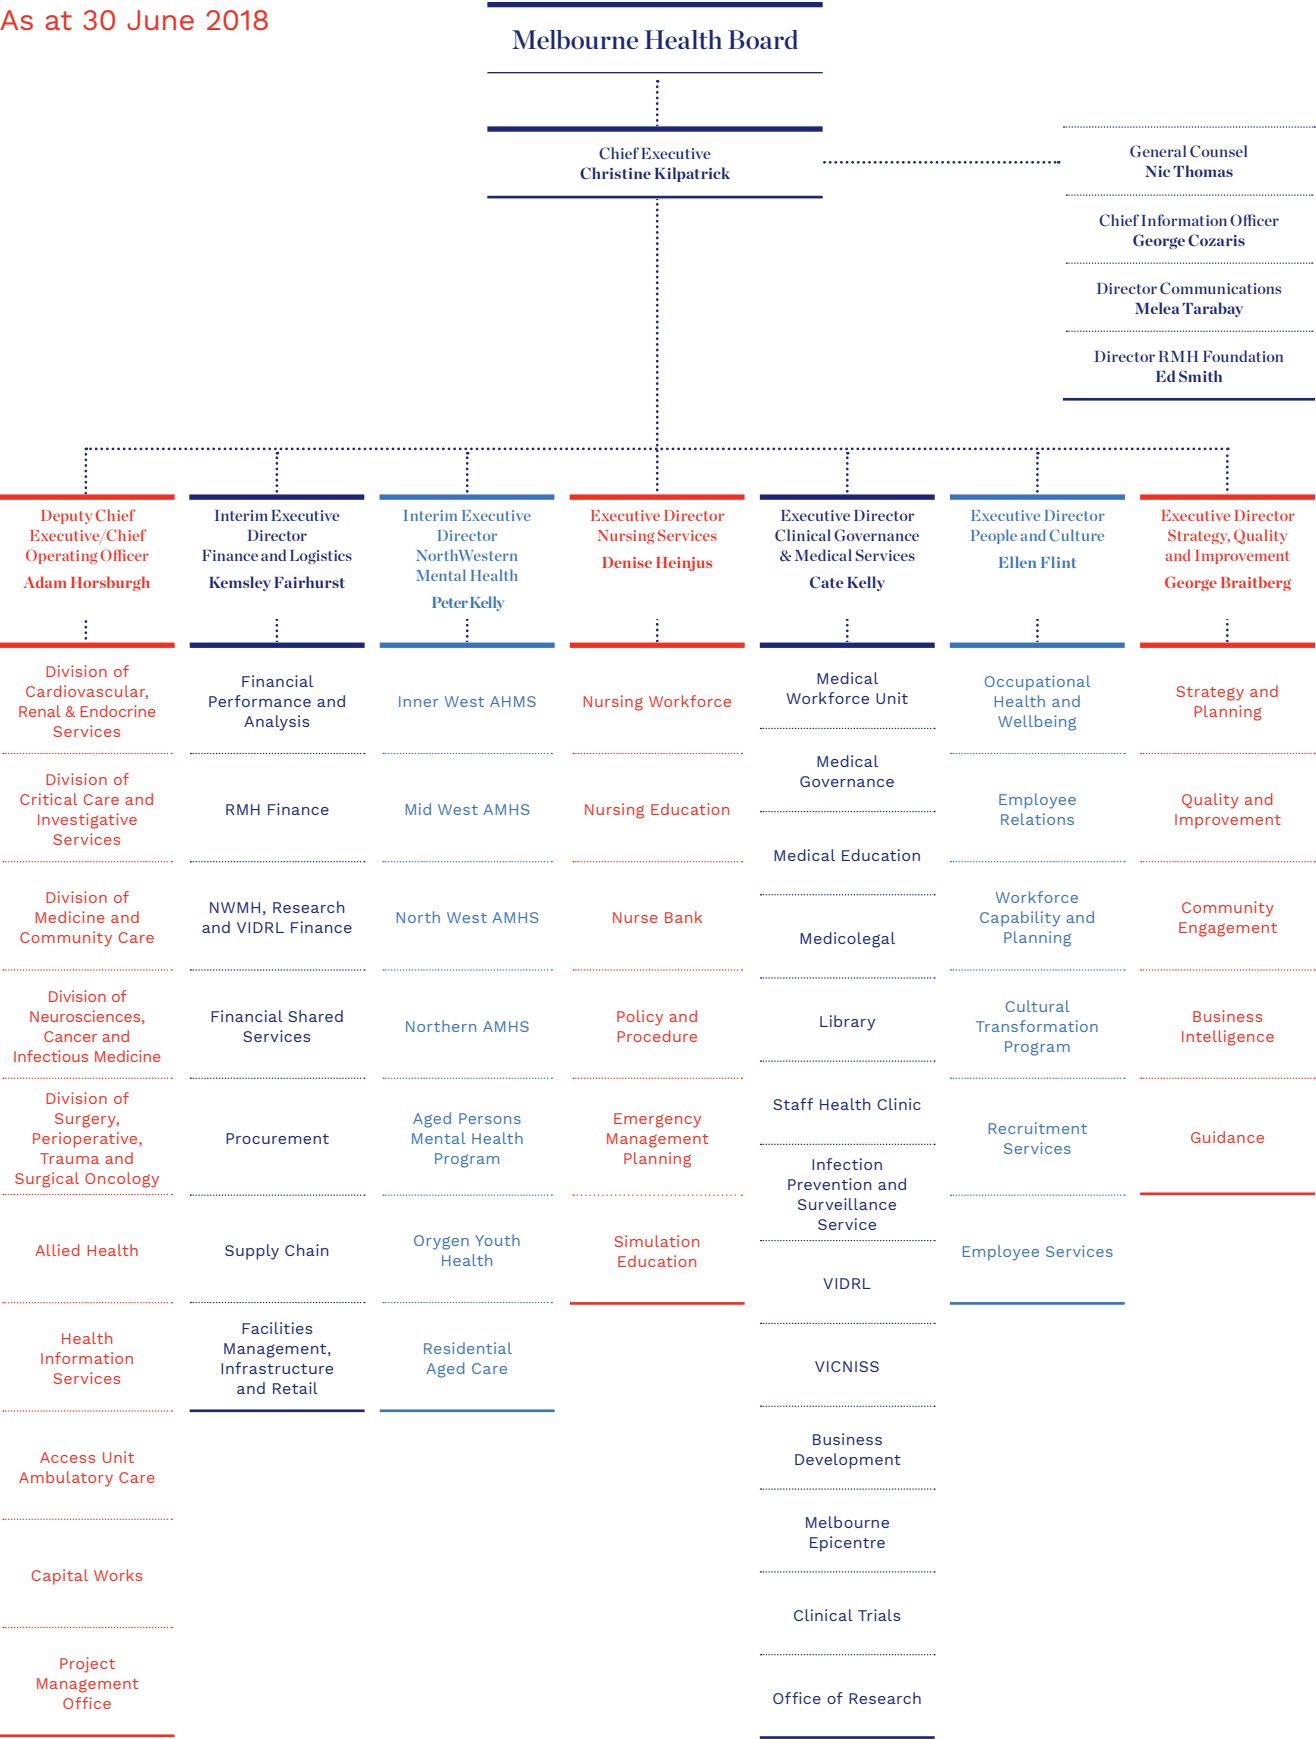 As at 30 June 2018
Melbourne Health Board
Chief Executive
Christine Kilpatrick
General Counsel
Nic Thomas
Chief Information Officer
George Cozaris
Director Communications
Melea Tarabay
Director RMH Foundation
Ed Smith
Deputy Chief
Executive/Chief
Operating Officer
Adam Horsburgh
Division of
Cardiovascular,
Renal & Endocrine
Services
Division of
Critical Care and
Investigative
Services
Division of
Medicine and
Community Care
Division of
Neurosciences,
Cancer and
Infectious Medicine
Division of
Surgery,
Perioperative,
Trauma and
Surgical Oncology
Allied Health
Health
Information
Services
Access Unit
Ambulatory Care
Capital Works
Project
Management
Office
Interim Executive
Director
Finance and Logistics
Kemsley Fairhurst
Financial
Performance and
Analysis
RMH Finance
NWMH, Research
and VIDRL Finance
Financial Shared
Services
Procurement
Supply Chain
Facilities
Management,
Infrastructure
and Retail
Interim Executive
Director
NorthWestern
Mental Health
Peter Kelly
Inner West AHMS
Mid West AMHS
North West AMHS
Northern AMHS
Aged Persons
Mental Health
Program
Orygen Youth
Health
Residential
Aged Care
Executive Director
Nursing Services
Denise Heinjus
Nursing Workforce
Nursing Education
Nurse Bank
Policy and
Procedure
Emergency
Management
Planning
Simulation
Education
Executive Director
Clinical Governance
& Medical Services
Cate Kelly
Medical
Workforce Unit
Medical
Governance
Medical Education
Medicolegal
Library
Staff Health Clinic
Infection
Prevention and
Surveillance
Service
VIDRL
VICNISS
Business
Development
Melbourne
Epicentre
Clinical Trials
Office of Research
Executive Director
People and Culture
Ellen Flint
Occupational
Health and
Wellbeing
Employee
Relations
Workforce
Capability and
Planning
Cultural
Transformation
Program
Recruitment
Services
Employee Services
Executive Director
Strategy, Quality
and Improvement
George Braitberg
Strategy and
Planning
Quality and
Improvement
Community
Engagement
Business
Intelligence
Guidance